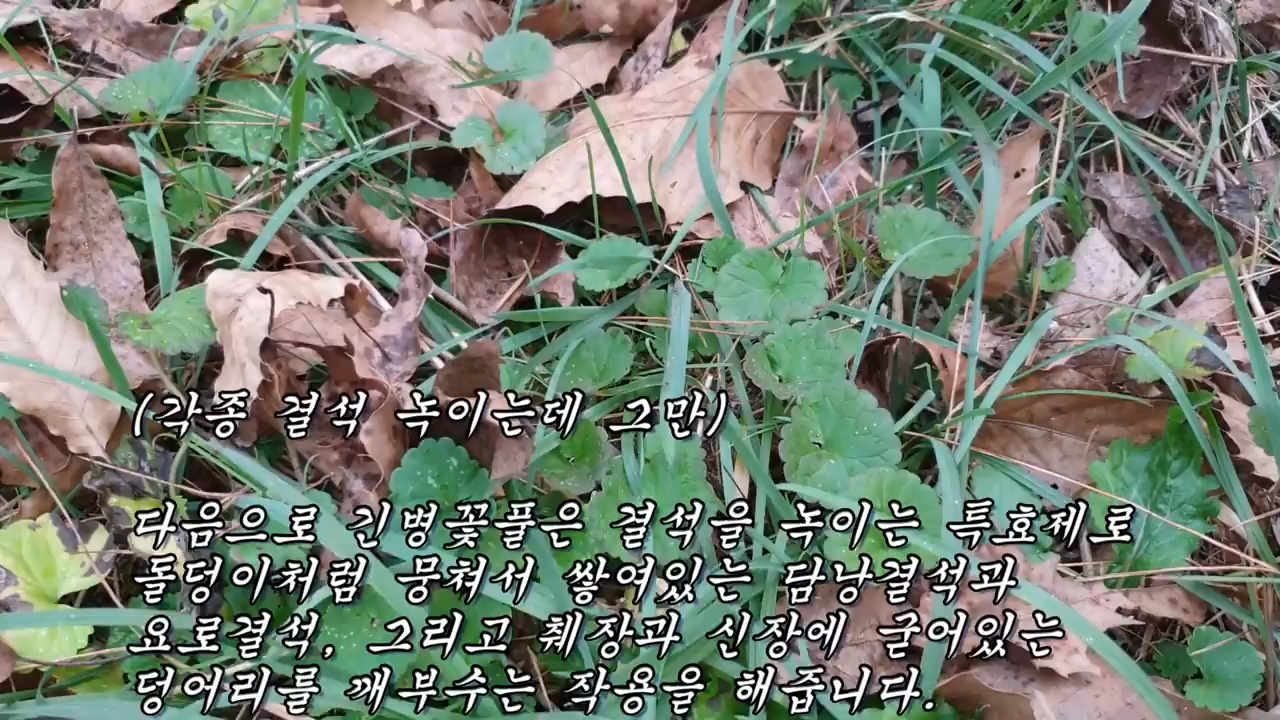 (각종 결석 녹이는데 그만)
다음으로 긴병꽃풀은 결석을 녹이는 특효제로
돌덩이처럼 뭉쳐서 쌓여있는 담낭결석과
요로결석, 그리고 췌장과 신장에 굳어있는
덩어리를 깨부수는 작용을 해줍니다.